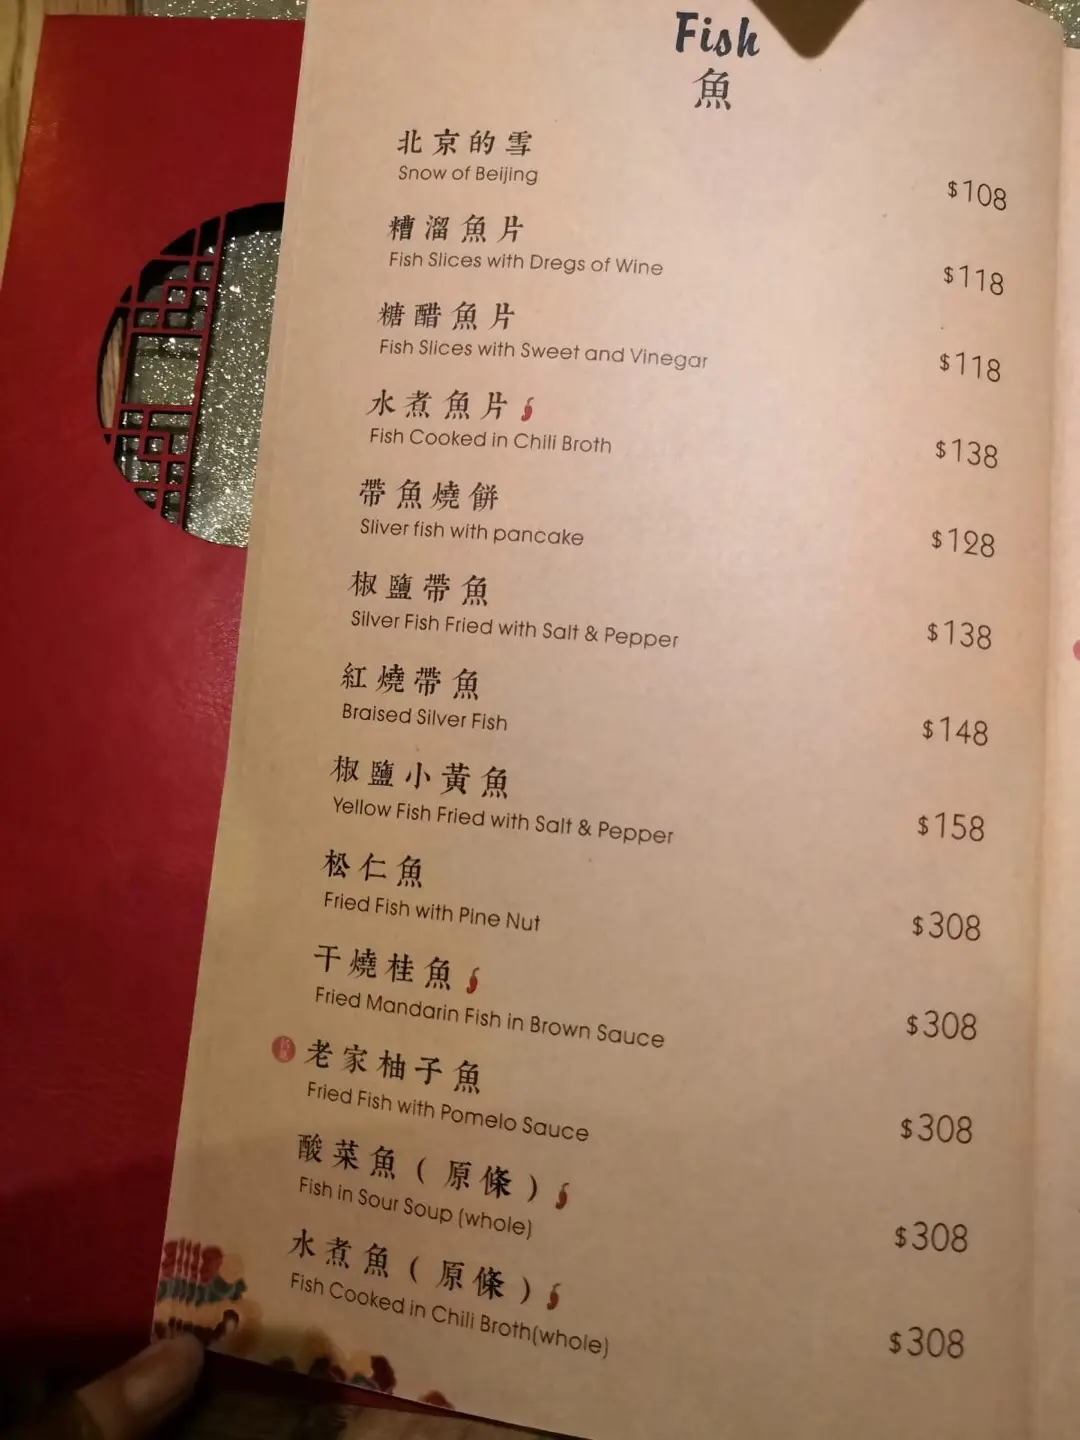 Fish
魚
北京的雪
Snow of Beijing
$108
糟溜魚片
Fish Slices with Dregs of Wine
$118
糖醋魚片
Fish Slices with Sweet and Vinegar
$118
水煮魚片
Fish Cooked in Chili Broth
$138
帶魚燒餅
Sliver fish with pancake
$128
椒鹽帶魚
Silver Fish Fried with Salt & Pepper
$138
紅燒帶魚
Braised Silver Fish
$148
椒鹽小黃魚
Yellow Fish Fried with Salt & Pepper
$158
松仁魚
Fried Fish with Pine Nut
$308
干燒桂魚
Fried Mandarin Fish in Brown Sauce
$308
老家柚子魚
Fried Fish with Pomelo Sauce
$308
酸菜魚(原條)
Fish in Sour Soup (whole)
$308
水煮魚(原條)
Fish Cooked in Chili Broth(whole)
$308